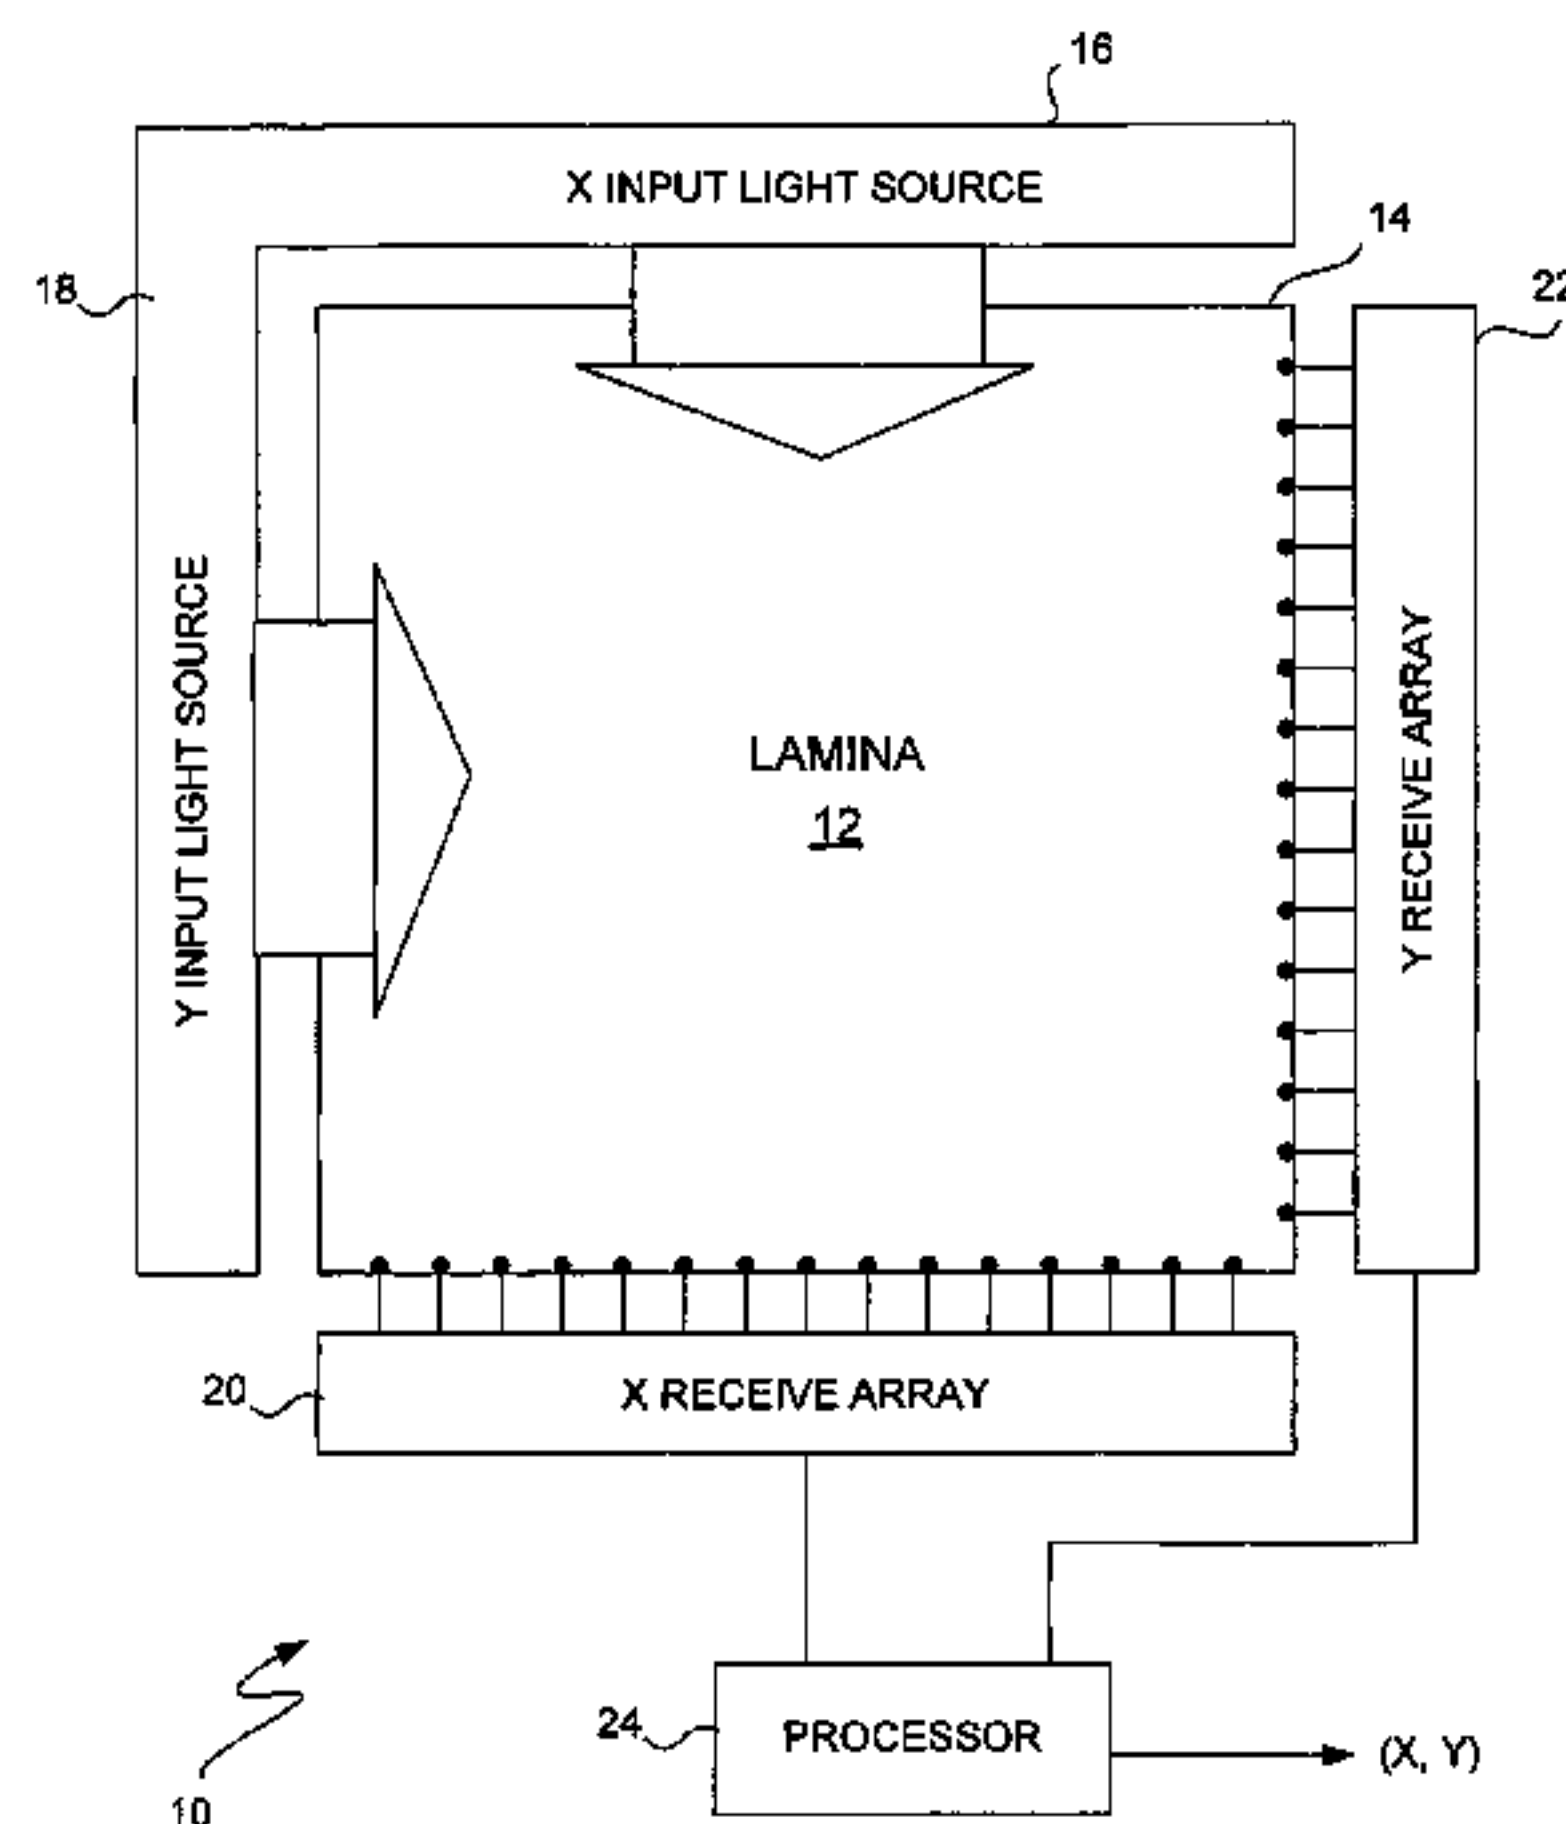 16
X INPUT LIGHT SOURCE
14
18
22
Y INPUT LIGHT SOURCE
LAMINA
12
Y RECEIVE ARRAY
20
X RECEIVE ARRAY
24
PROCESSOR
(X, Y)
10